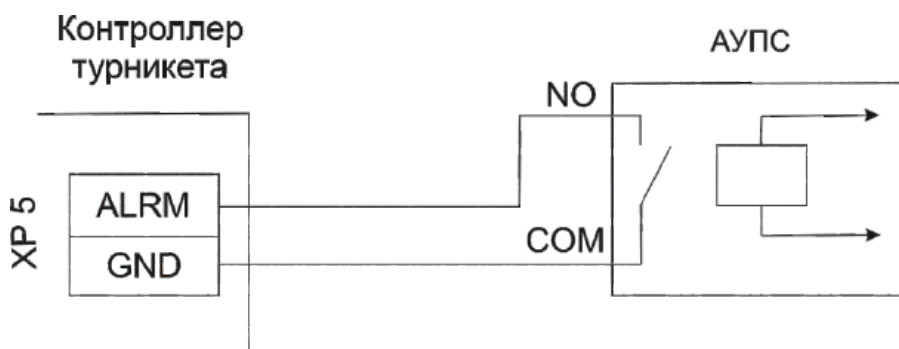 Контроллер
турникета
АУПС
NO
XP 5
ALRM
COM
GND